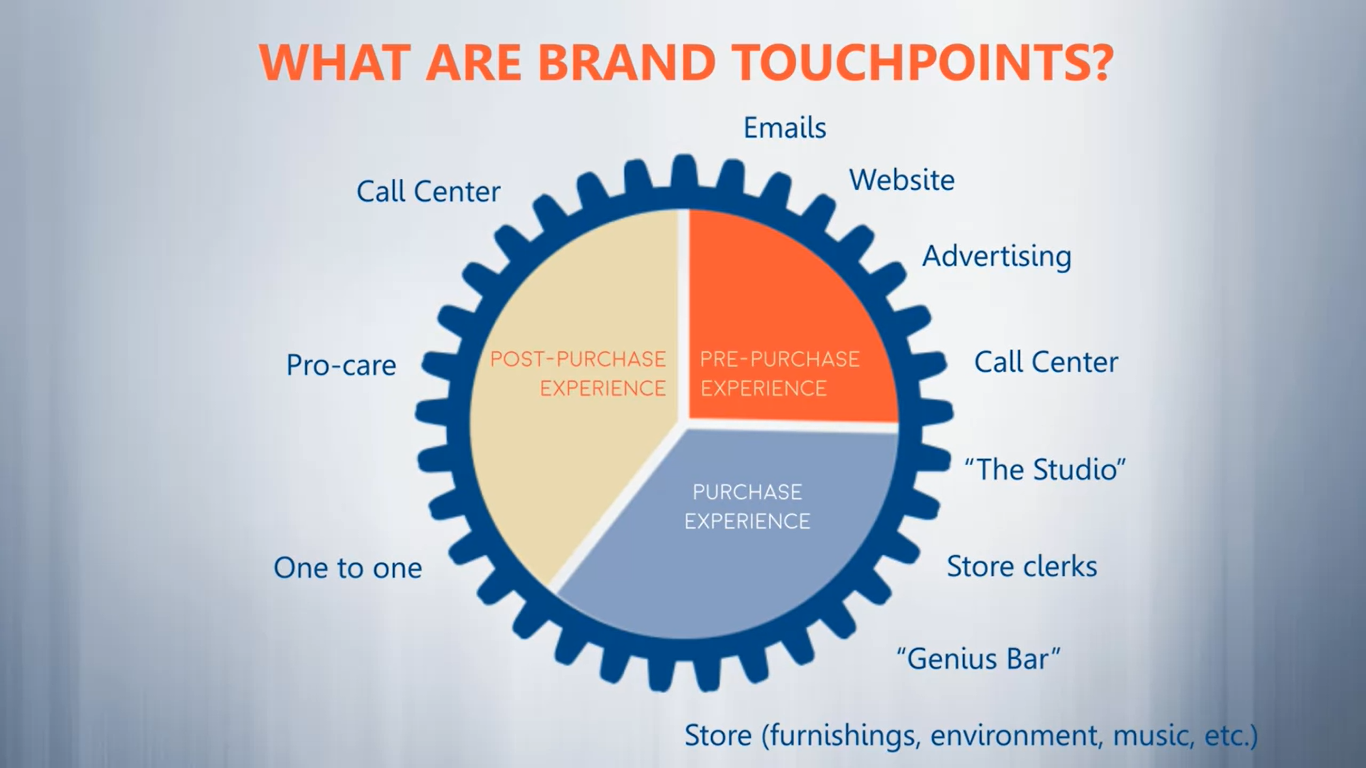 WHAT ARE BRAND TOUCHPOINTS?
Emails
Website
Call Center
Advertising
POST-PURCHASE
EXPERIENCE
PRE-PURCHASE
EXPERIENCE
Pro-care
Call Center
“The Studio”
PURCHASE
EXPERIENCE
One to one
Store clerks
“Genius Bar”
Store (furnishings, environment, music, etc.)